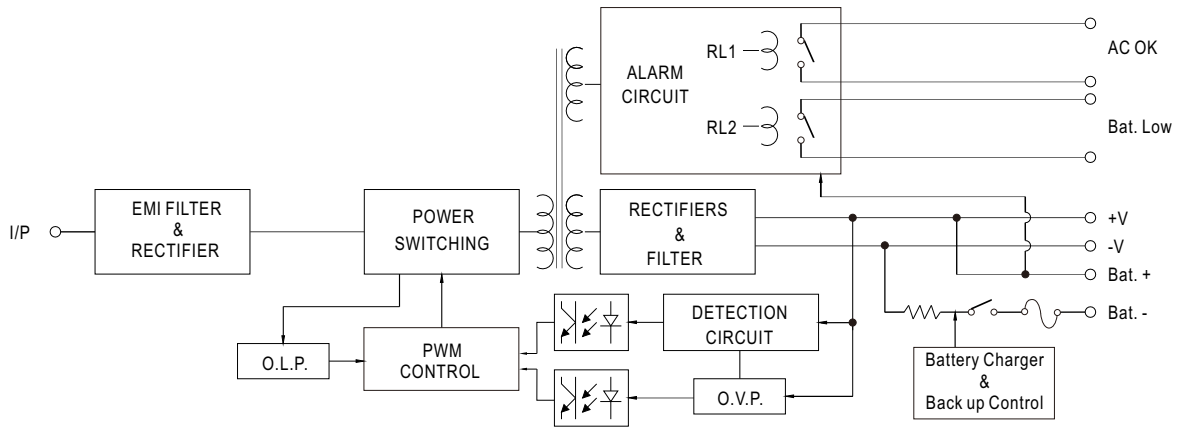 ALARM
CIRCUIT
RL1
RL2
AC OK
Bat. Low
I/P
EMI FILTER
&
RECTIFIER
POWER
SWITCHING
RECTIFIERS
&
FILTER
+V
-V
Bat. +
Bat. -
O.L.P.
PWM
CONTROL
DETECTION
CIRCUIT
O.V.P.
Battery Charger
&
Back up Control